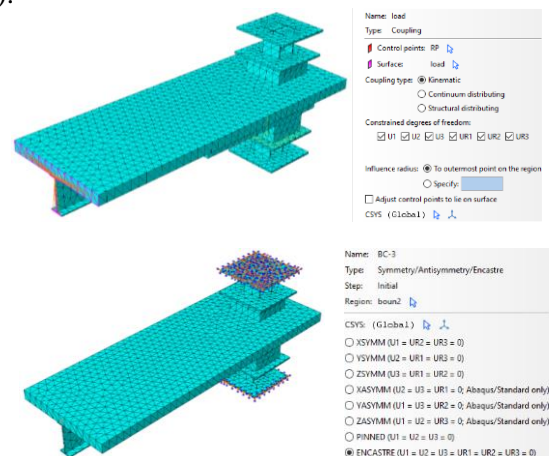 ).
Name: load
Type: Coupling
Control points: RP
Surface: load
Coupling type: Kinematic
Continuum distributing
Structural distributing
Constrained degrees of freedom:
U1 U2 U3 UR1 UR2 UR3
Influence radius: To outermost point on the region
Specify:
Adjust control points to lie on surface
CSYS (Global)
Name: BC-3
Type: Symmetry/Antisymmetry/Encastre
Step: Initial
Region: boun2
CSYS: (Global)
XSYMM (U1 = UR2 = UR3 = 0)
YSYMM (U2 = UR1 = UR3 = 0)
ZSYMM (U3 = UR1 = UR2 = 0)
XASYMM (U2 = U3 = UR1 = 0; Abaqus/Standard only)
YASYMM (U1 = U3 = UR2 = 0; Abaqus/Standard only)
ZASYMM (U1 = U2 = UR3 = 0; Abaqus/Standard only)
PINNED (U1 = U2 = U3 = 0)
ENCASTRE (U1 = U2 = U3 = UR1 = UR2 = UR3 = 0)